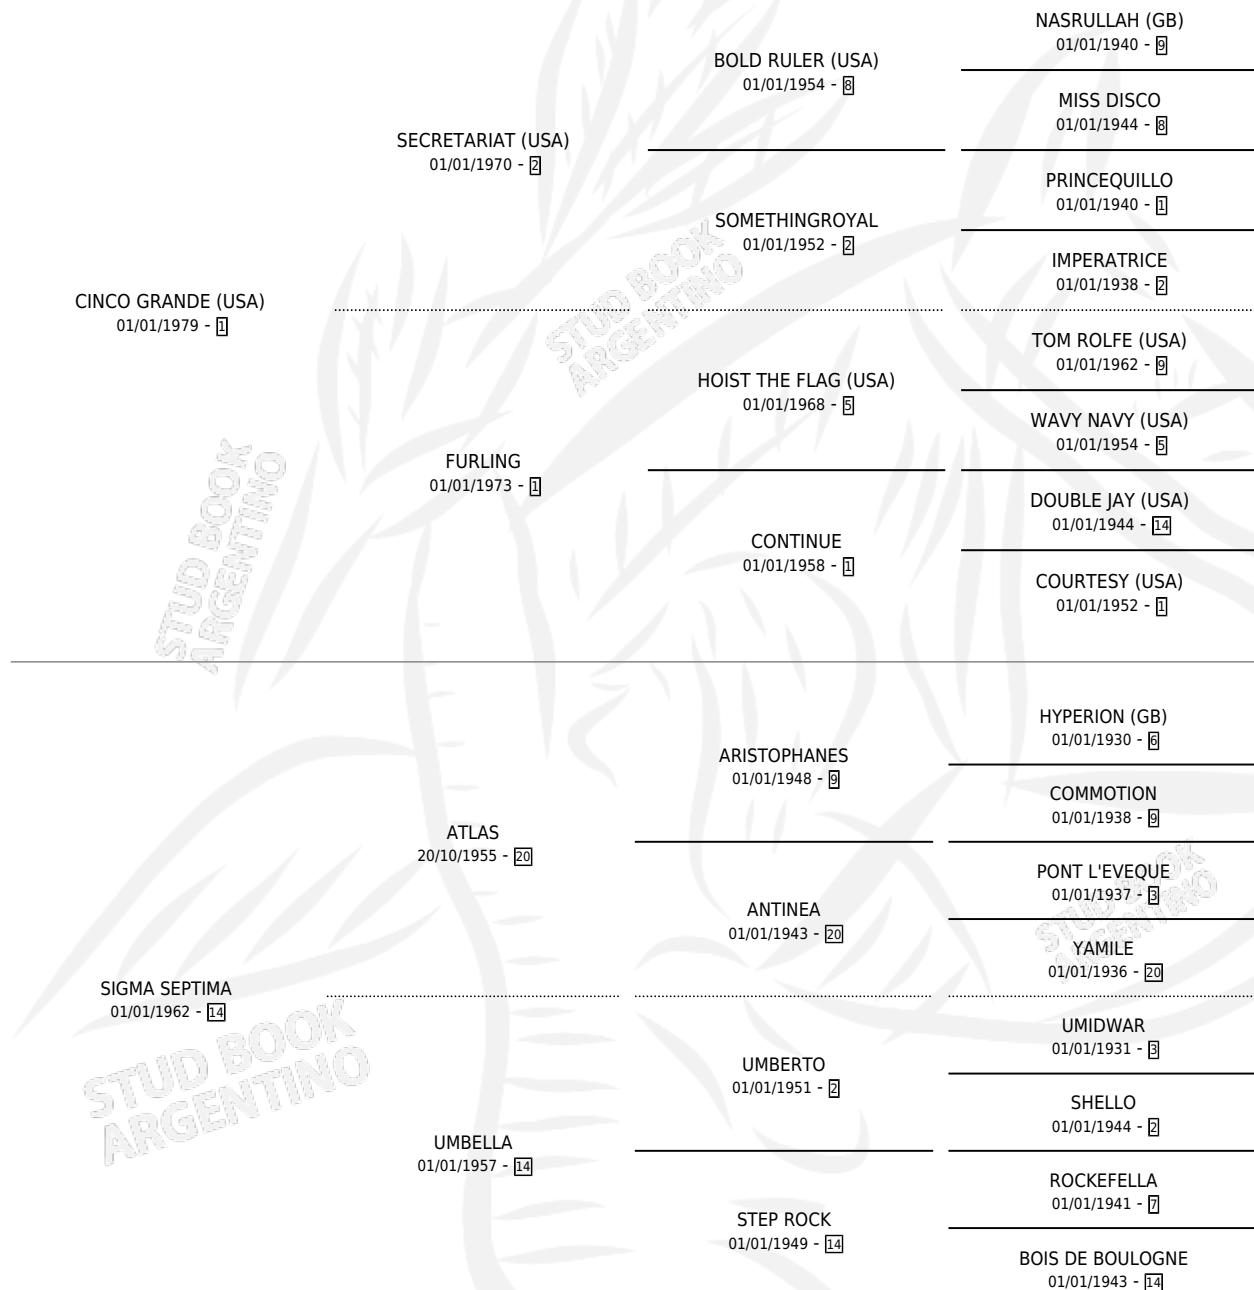 NASRULLAH (GB)
01/01/1940 - 9
BOLD RULER (USA)
01/01/1954 - 8
MISS DISCO
01/01/1944 - 8
SECRETARIAT (USA)
01/01/1970 - 2
PRINCEQUILLO
01/01/1940 - 1
SOMETHINGROYAL
01/01/1952 - 2
IMPERATRICE
01/01/1938 - 2
CINCO GRANDE (USA)
01/01/1979 - 1
TOM ROLFE (USA)
01/01/1962 - 9
HOIST THE FLAG (USA)
01/01/1968 - 5
WAVY NAVY (USA)
01/01/1954 - 5
FURLING
01/01/1973 - 1
DOUBLE JAY (USA)
01/01/1944 - 14
CONTINUE
01/01/1958 - 1
COURTESY (USA)
01/01/1952 - 1
HYPERION (GB)
01/01/1930 - 6
ARISTOPHANES
01/01/1948 - 9
COMMOTION
01/01/1938 - 9
ATLAS
20/10/1955 - 20
PONT L'EVEQUE
01/01/1937 - 3
ANTINEA
01/01/1943 - 20
YAMILE
01/01/1936 - 20
SIGMA SEPTIMA
01/01/1962 - 14
UMIDWAR
01/01/1931 - 3
UMBERTO
01/01/1951 - 2
SHELLO
01/01/1944 - 2
UMBELLA
01/01/1957 - 14
ROCKEFELLA
01/01/1941 - 7
STEP ROCK
01/01/1949 - 14
BOIS DE BOULOGNE
01/01/1943 - 14
STUD BOOK
ARGENTINO
STUD BOOK
ARGENTINO
STUD BOOK
ARGENTINO
STUD BOOK
ARGENTINO